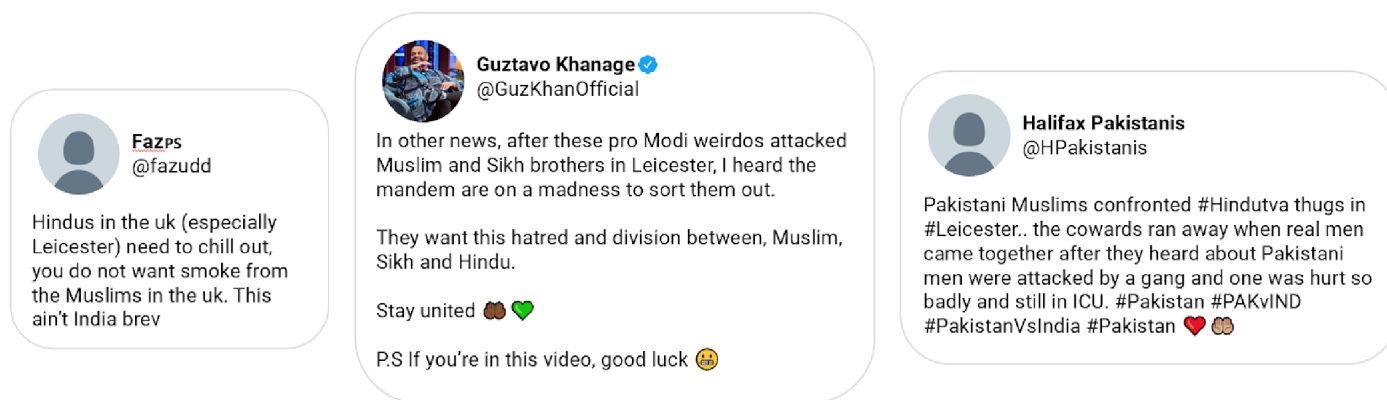 Fazps
@fazudd
Hindus in the uk (especially
Leicester) need to chill out,
you do not want smoke from
the Muslims in the uk. This
ain't India brev
Guztavo Khanage
@GuzKhanOfficial
In other news, after these pro Modi weirdos attacked
Muslim and Sikh brothers in Leicester, I heard the
mandem are on a madness to sort them out.
They want this hatred and division between, Muslim,
Sikh and Hindu.
Stay united 🤲🏿💚
P.S If you're in this video, good luck 😬
Halifax Pakistanis
@HPakistanis
Pakistani Muslims confronted #Hindutva thugs in
#Leicester.. the cowards ran away when real men
came together after they heard about Pakistani
men were attacked by a gang and one was hurt so
badly and still in ICU. #Pakistan #PAKvIND
#PakistanVsIndia #Pakistan ❤️🤲🏽